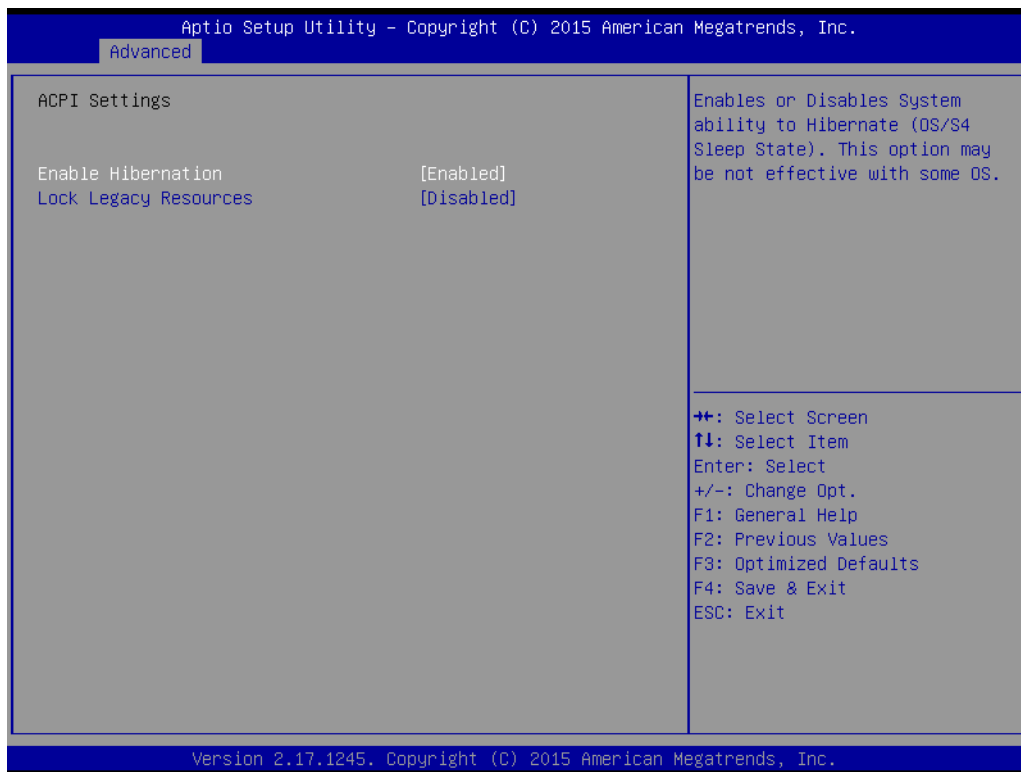 Aptio Setup Utility – Copyright (C) 2015 American Megatrends, Inc.
Advanced
ACPI Settings
Enable Hibernation [Enabled]
Lock Legacy Resources [Disabled]
Enables or Disables System
ability to Hibernate (OS/S4
Sleep State). This option may
be not effective with some OS.
→←: Select Screen
↑↓: Select Item
Enter: Select
+/-: Change Opt.
F1: General Help
F2: Previous Values
F3: Optimized Defaults
F4: Save & Exit
ESC: Exit
Version 2.17.1245. Copyright (C) 2015 American Megatrends, Inc.